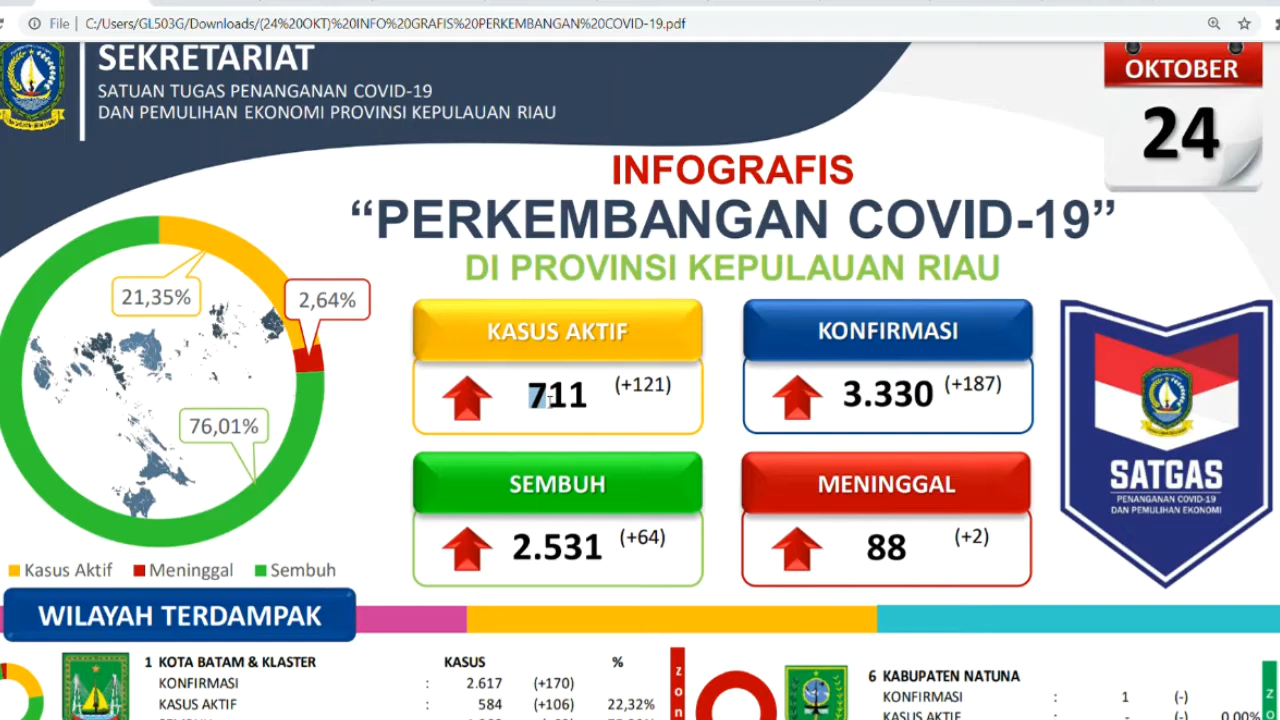 File | C:/Users/GL503G/Downloads/(24%20OKT)%20INFO%20GRAFIS%20PERKEMBANGAN%20COVID-19.pdf
SEKRETARIAT
SATUAN TUGAS PENANGANAN COVID-19
DAN PEMULIHAN EKONOMI PROVINSI KEPULAUAN RIAU
OKTOBER
24
INFOGRAFIS
“PERKEMBANGAN COVID-19”
DI PROVINSI KEPULAUAN RIAU
21,35%
2,64%
76,01%
Kasus Aktif
Meninggal
Sembuh
KASUS AKTIF
711 (+121)
KONFIRMASI
3.330 (+187)
SEMBUH
2.531 (+64)
MENINGGAL
88 (+2)
SATGAS
PENANGANAN COVID-19
DAN PEMULIHAN EKONOMI
WILAYAH TERDAMPAK
1 KOTA BATAM & KLASTER KASUS %
KONFIRMASI : 2.617 (+170)
KASUS AKTIF : 584 (+106) 22,32%
z
o
n
6 KABUPATEN NATUNA
KONFIRMASI : 1 (-)
KASUS AKTIF : - (-) 0,00%
z